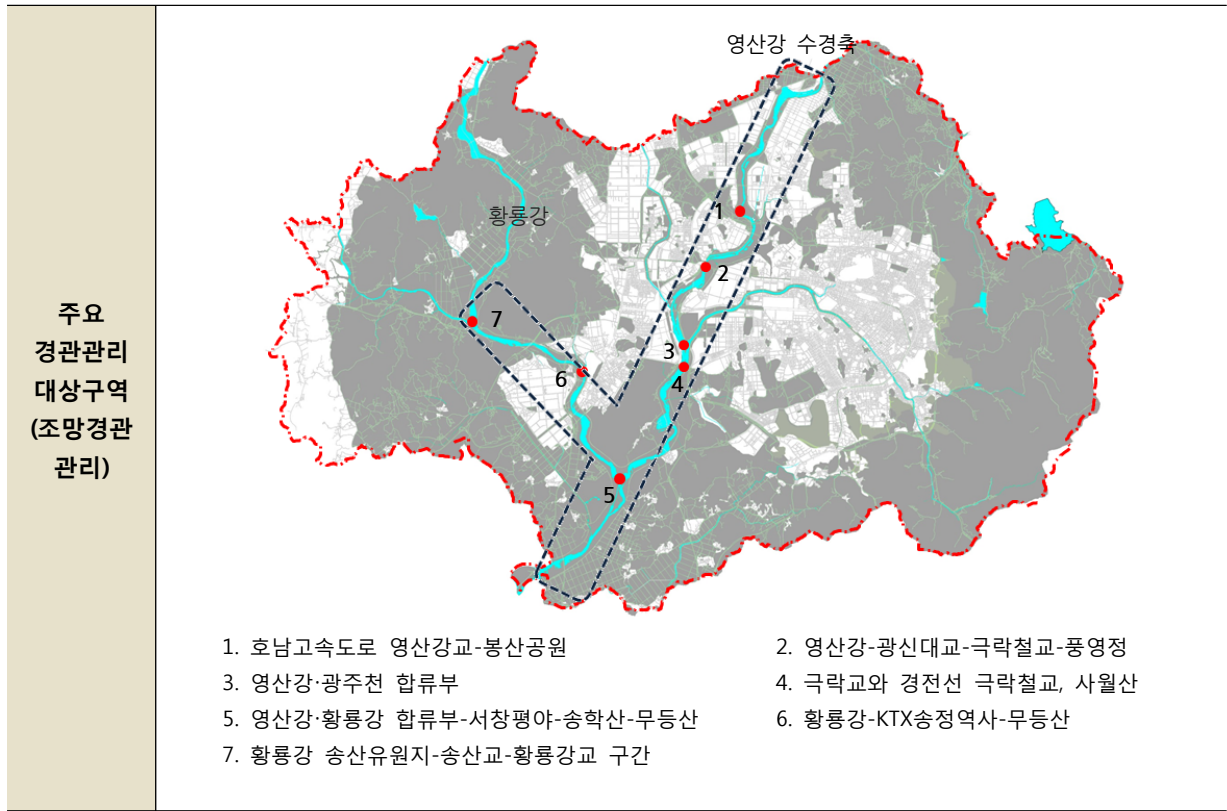 주요
경관관리
대상구역
(조망경관
관리)
영산강 수경축
황룡강
1
2
3
4
5
6
7
1. 호남고속도로 영산강교-봉산공원
2. 영산강-광신대교-극락철교-풍영정
3. 영산강·광주천 합류부
4. 극락교와 경전선 극락철교, 사월산
5. 영산강·황룡강 합류부-서창평야-송학산-무등산
6. 황룡강-KTX송정역사-무등산
7. 황룡강 송산유원지-송산교-황룡강교 구간